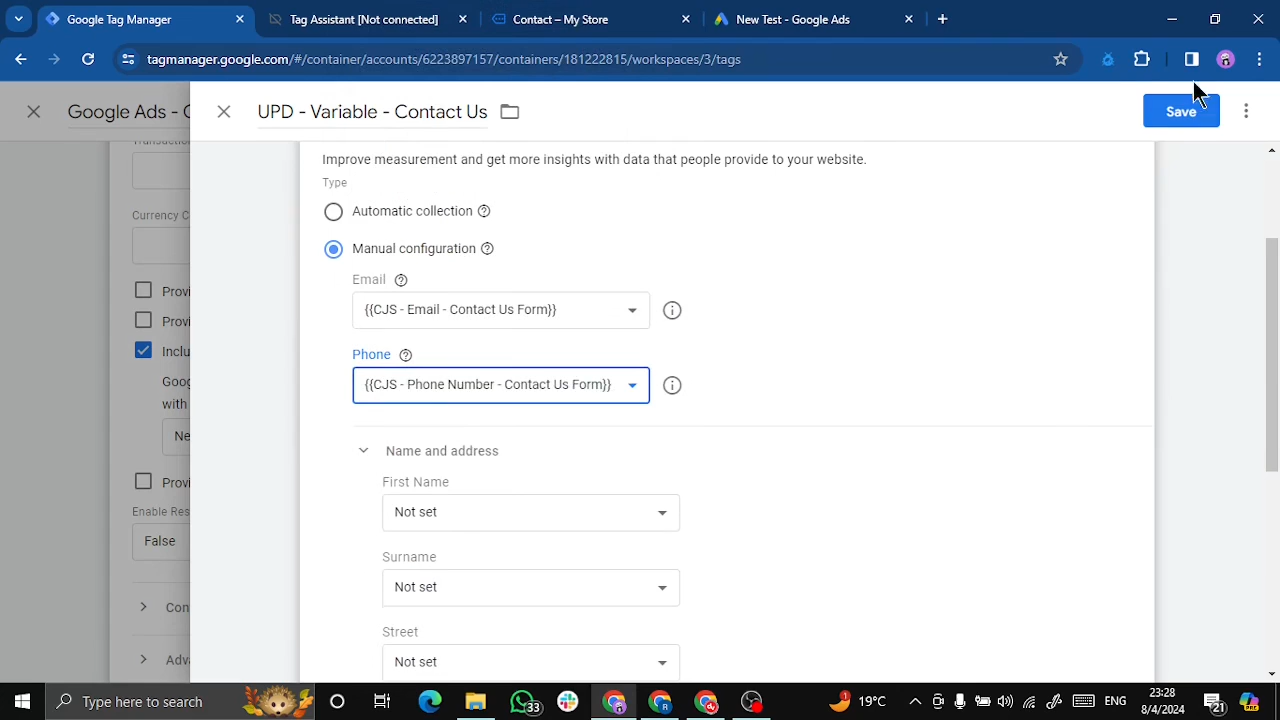 Google Tag Manager
Tag Assistant [Not connected]
Contact – My Store
New Test - Google Ads
tagmanager.google.com/#/container/accounts/6223897157/containers/181222815/workspaces/3/tags
Google Ads - C
UPD - Variable - Contact Us
Save
Improve measurement and get more insights with data that people provide to your website.
Type
Automatic collection
Manual configuration
Email
{{CJS - Email - Contact Us Form}}
Phone
{{CJS - Phone Number - Contact Us Form}}
Name and address
First Name
Not set
Surname
Not set
Street
Not set
Currency C
Provi
Provi
Inclu
Goog
with
Ne
Provi
Enable Res
False
Con
Adva
Type here to search
33
1
19°C
ENG
23:28
8/4/2024
21